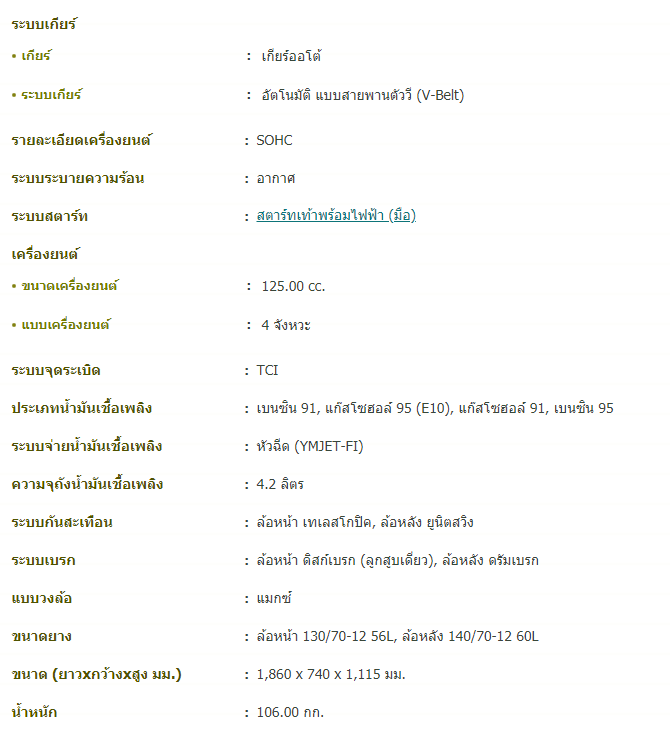 ระบบเกียร์
• เกียร์ : เกียร์ออโต้
• ระบบเกียร์ : อัตโนมัติ แบบสายพานตัววี (V-Belt)
รายละเอียดเครื่องยนต์ : SOHC
ระบบระบายความร้อน : อากาศ
ระบบสตาร์ท : สตาร์ทเท้าพร้อมไฟฟ้า (มือ)
เครื่องยนต์
• ขนาดเครื่องยนต์ : 125.00 cc.
• แบบเครื่องยนต์ : 4 จังหวะ
ระบบจุดระเบิด : TCI
ประเภทน้ำมันเชื้อเพลิง : เบนซิน 91, แก๊สโซฮอล์ 95 (E10), แก๊สโซฮอล์ 91, เบนซิน 95
ระบบจ่ายน้ำมันเชื้อเพลิง : หัวฉีด (YMJET-FI)
ความจุถังน้ำมันเชื้อเพลิง : 4.2 ลิตร
ระบบกันสะเทือน : ล้อหน้า เทเลสโกปิค, ล้อหลัง ยูนิตสวิง
ระบบเบรก : ล้อหน้า ดิสก์เบรก (ลูกสูบเดี่ยว), ล้อหลัง ดรัมเบรก
แบบวงล้อ : แมกซ์
ขนาดยาง : ล้อหน้า 130/70-12 56L, ล้อหลัง 140/70-12 60L
ขนาด (ยาวxกว้างxสูง มม.) : 1,860 x 740 x 1,115 มม.
น้ำหนัก : 106.00 กก.